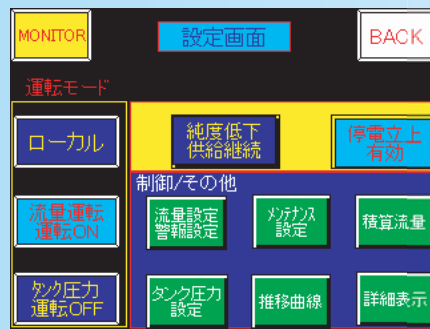 MONITOR
設定画面
BACK
運転モード
ローカル
純度低下
供給継続
停電立上
有効
制御/その他
流量運転
運転ON
流量設定
警報設定
メンテナンス
設定
積算流量
タンク圧力
運転OFF
タンク圧力
設定
推移曲線
詳細表示